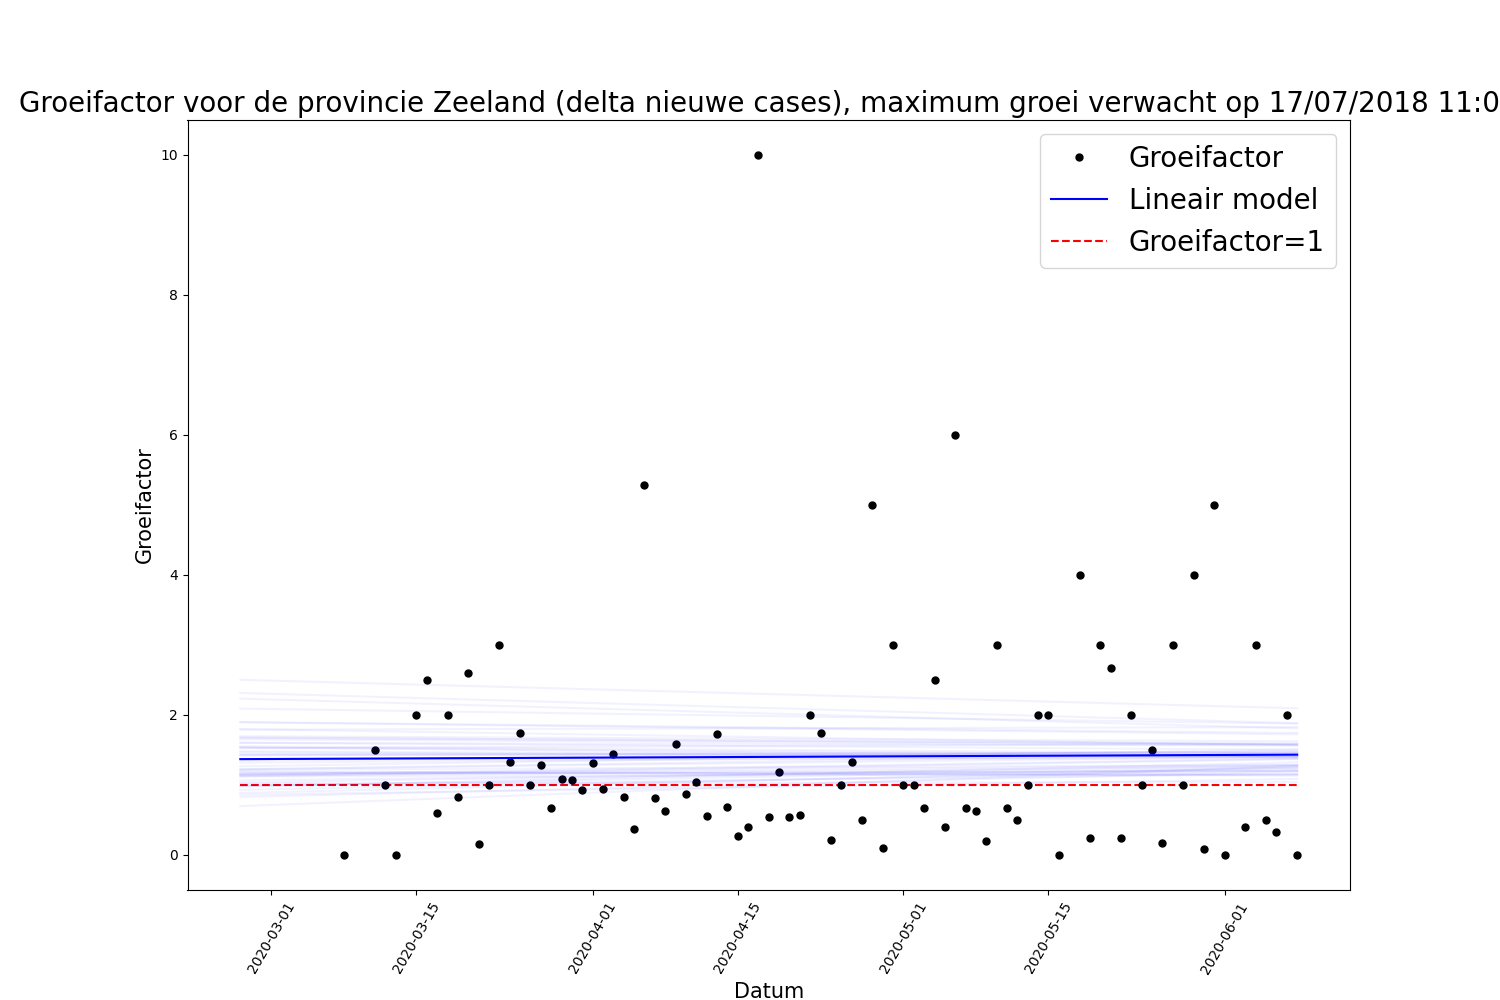 Groeifactor voor de provincie Zeeland (delta nieuwe cases), maximum groei verwacht op 17/07/2018 11:0
Groeifactor
Lineair model
Groeifactor=1
10
8
6
4
2
0
Groeifactor
2020-03-01
2020-03-15
2020-04-01
2020-04-15
2020-05-01
2020-05-15
2020-06-01
Datum